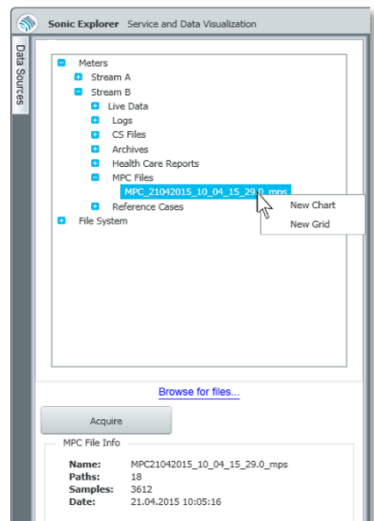 Sonic Explorer Service and Data Visualization
Data Sources
Meters
Stream A
Stream B
Live Data
Logs
CS Files
Archives
Health Care Reports
MPC Files
MPC_21042015_10_04_15_29.0_mps
New Chart
New Grid
Reference Cases
File System
Browse for files...
Acquire
MPC File Info
Name: MPC21042015_10_04_15_29.0_mps
Paths: 18
Samples: 3612
Date: 21.04.2015 10:05:16